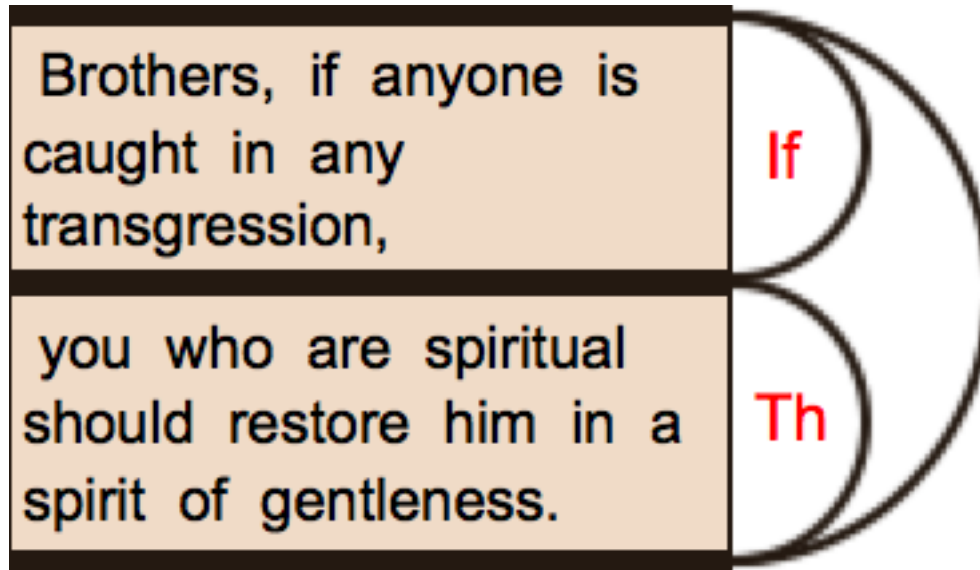 Brothers, if anyone is
caught in any
transgression,
If
you who are spiritual
should restore him in a
spirit of gentleness.
Th